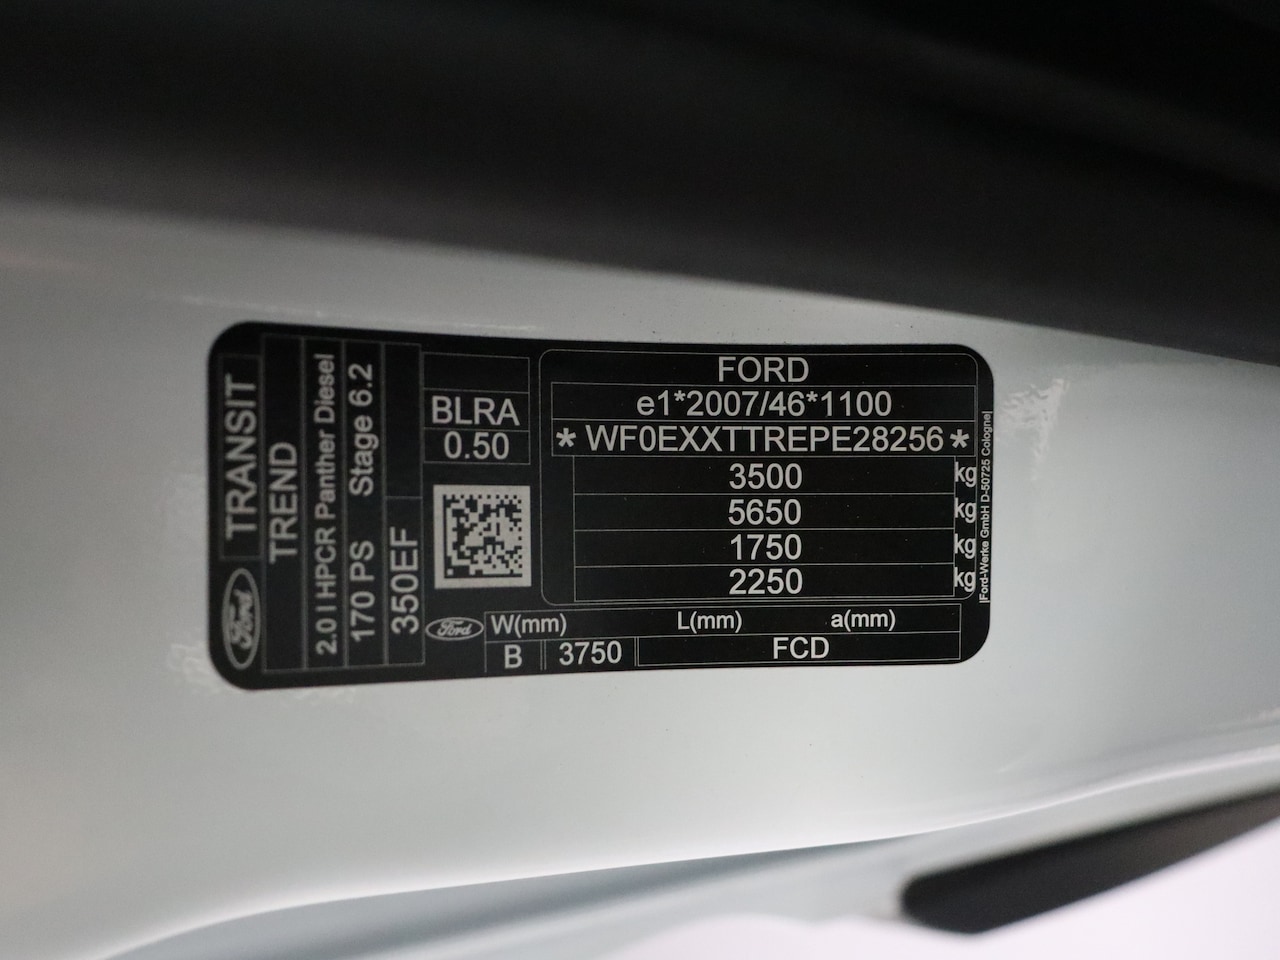 Ford
TRANSIT
TREND
2.0 l HPCR Panther Diesel
170 PS Stage 6.2
350EF
BLRA
0.50
FORD
e1*2007/46*1100
* WF0EXXTTREPE28256 *
3500 kg
5650 kg
1750 kg
2250 kg
|Ford-Werke GmbH D-50725 Cologne|
Ford
W(mm) L(mm) a(mm)
B 3750 FCD